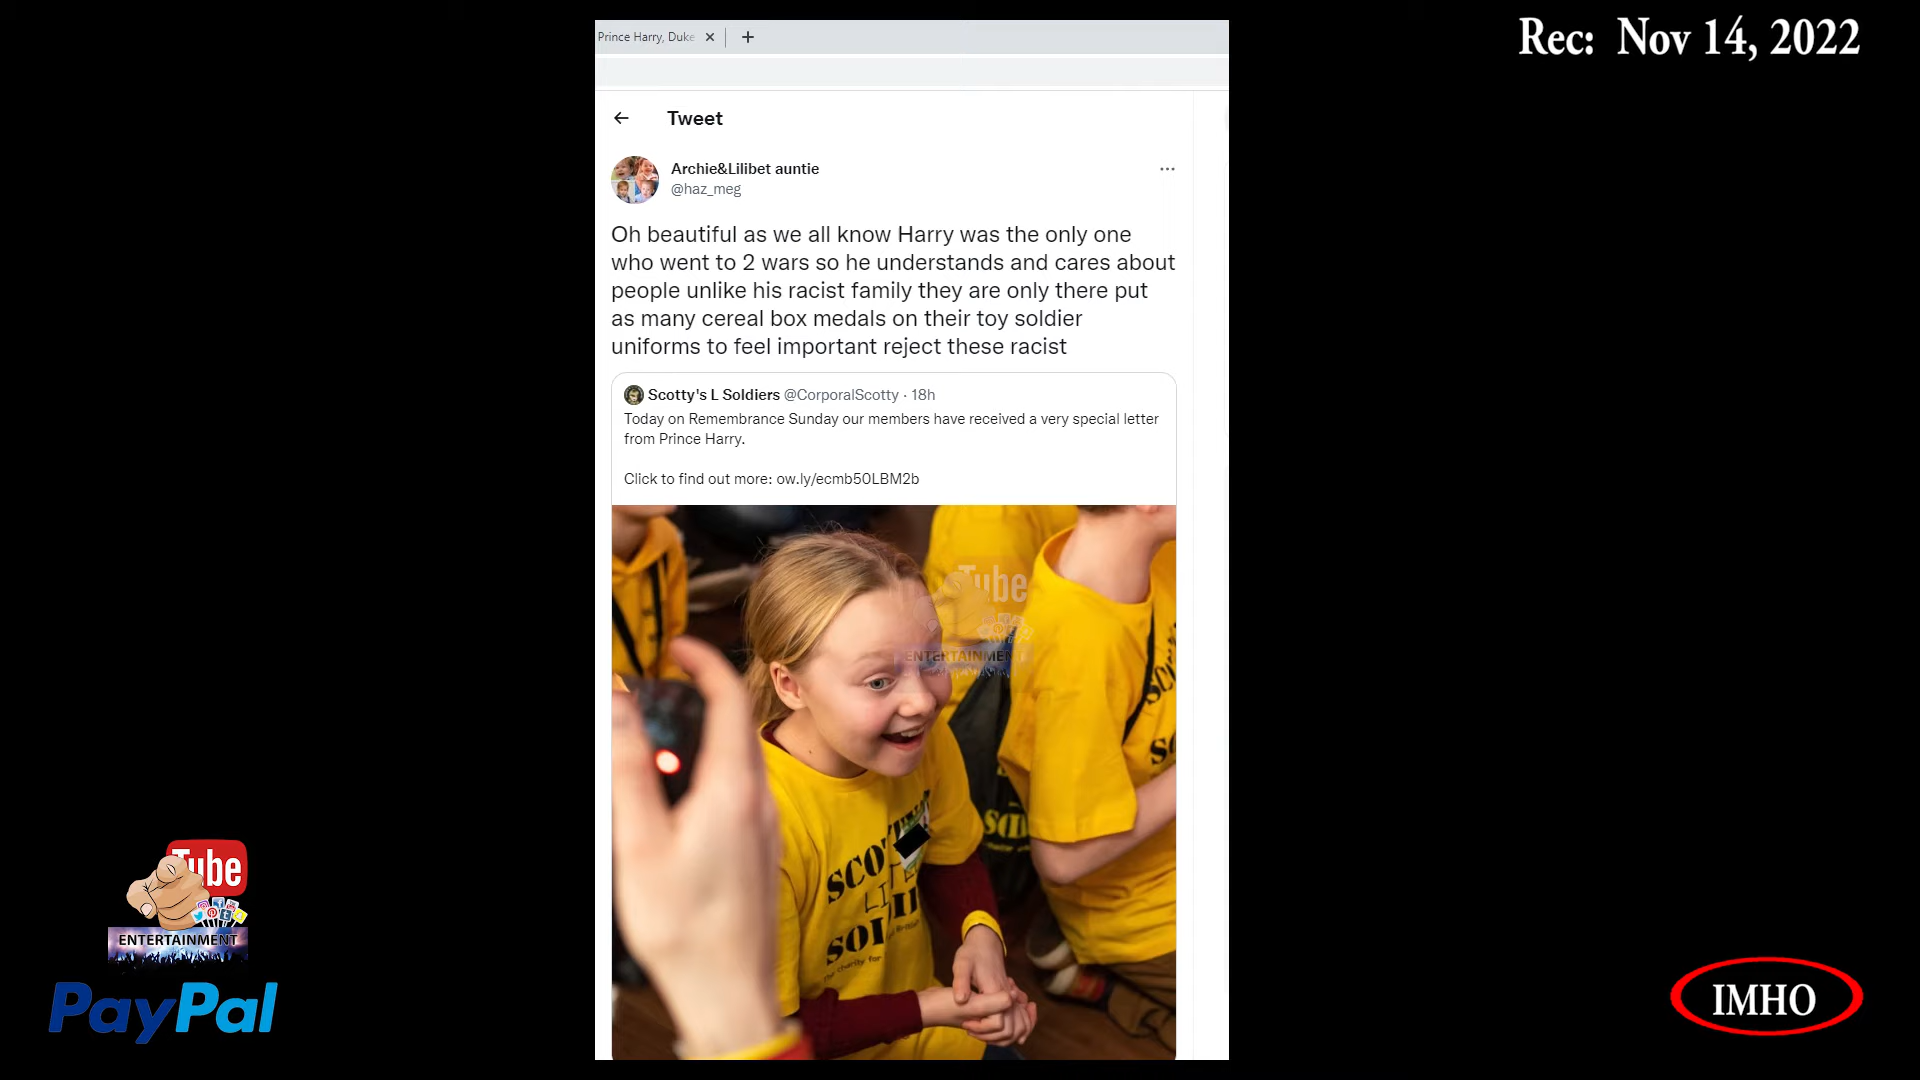 Rec: Nov 14, 2022
Prince Harry, Duke
Tweet
Archie&Lilibet auntie
@haz_meg
Oh beautiful as we all know Harry was the only one
who went to 2 wars so he understands and cares about
people unlike his racist family they are only there put
as many cereal box medals on their toy soldier
uniforms to feel important reject these racist
Scotty's L Soldiers @CorporalScotty · 18h
Today on Remembrance Sunday our members have received a very special letter
from Prince Harry.
Click to find out more: ow.ly/ecmb50LBM2b
Tube
ENTERTAINMENT
Tube
ENTERTAINMENT
PayPal
IMHO